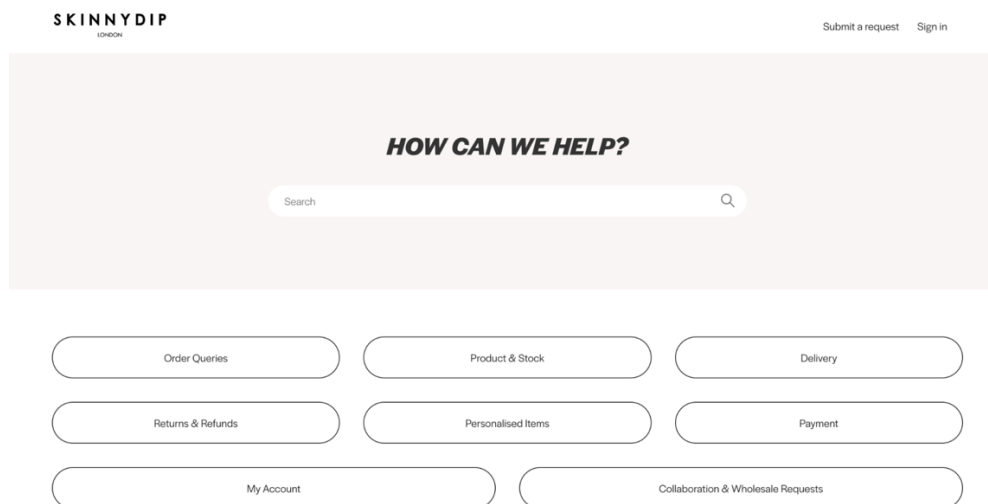 SKINNYDIP
LONDON
Submit a request Sign in
HOW CAN WE HELP?
Search
Order Queries Product & Stock Delivery
Returns & Refunds Personalised Items Payment
My Account Collaboration & Wholesale Requests